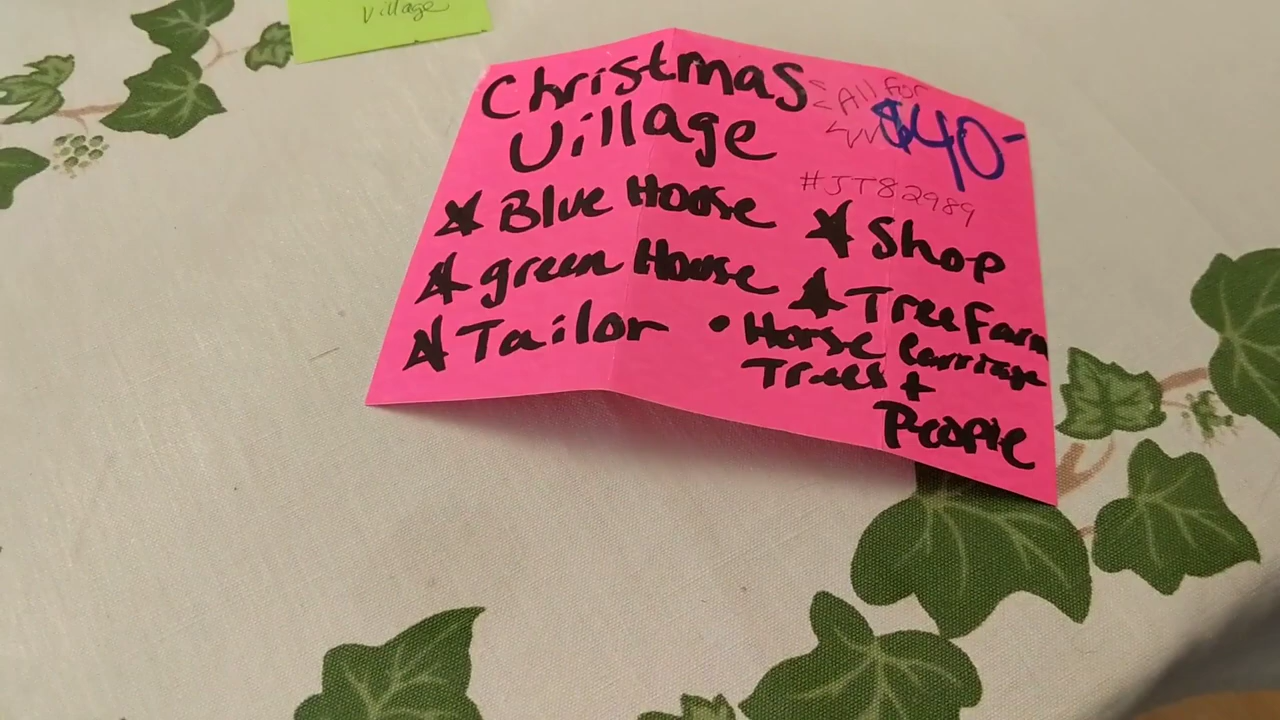 Village
Christmas
Village
All for
$40-
#JT82989
Blue House
green House
Tailor
Shop
Tree Farm
Horse Carriage
Trees +
People